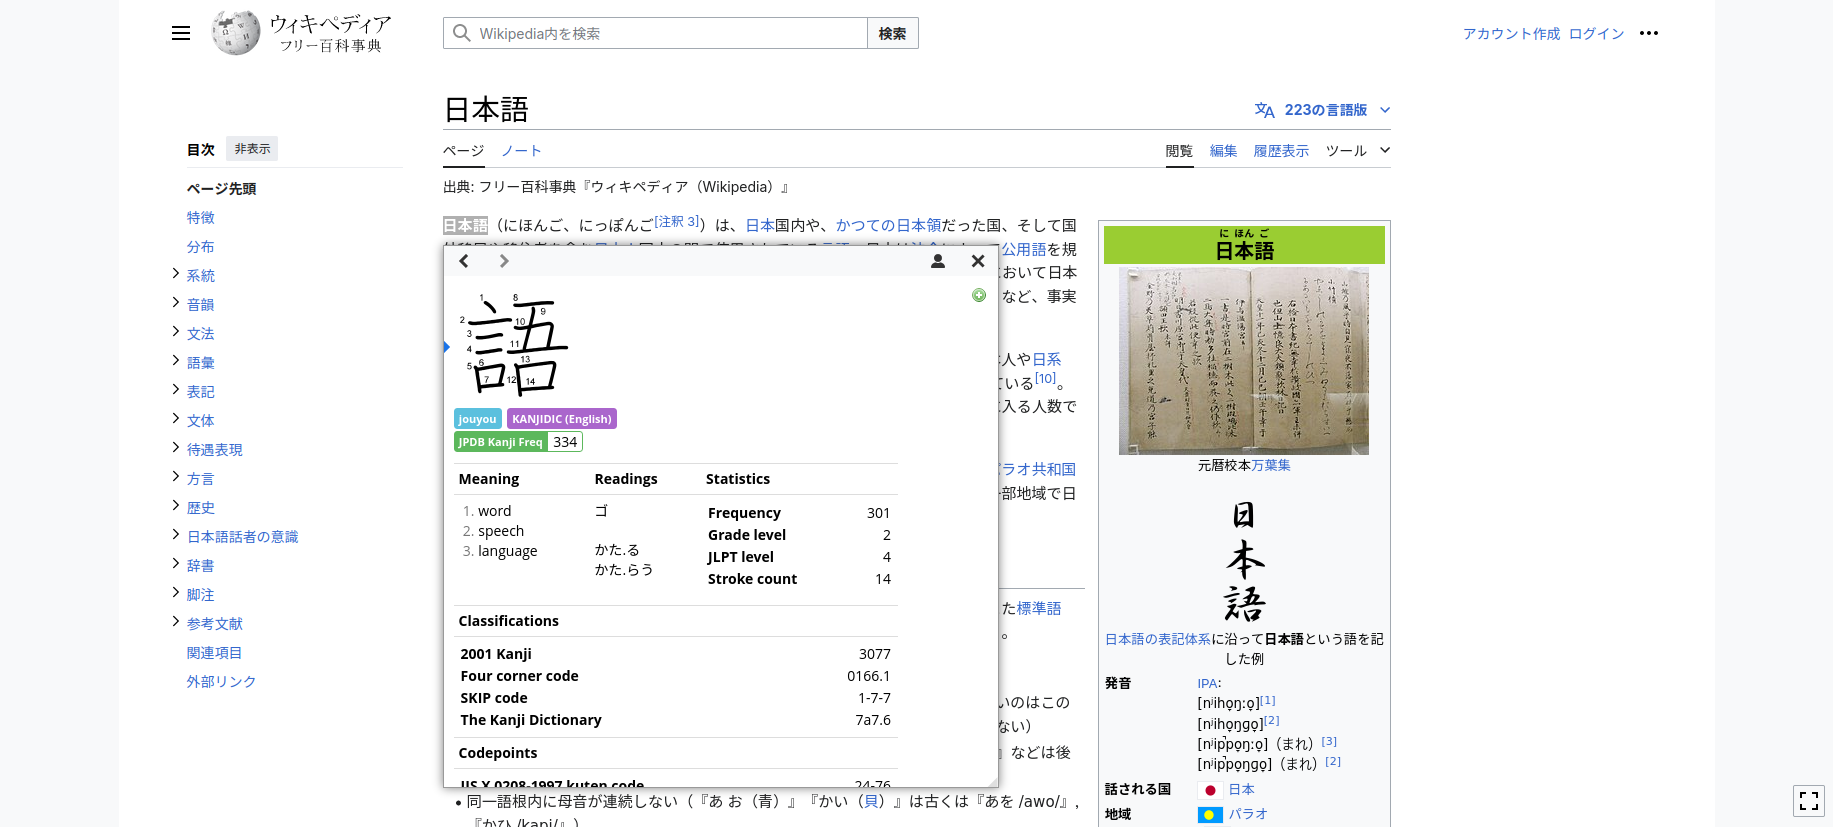 ウィキペディア
フリー百科事典
Wikipedia内を検索
検索
アカウント作成 ログイン
日本語
223の言語版
ページ ノート
閲覧 編集 履歴表示 ツール
出典: フリー百科事典『ウィキペディア（Wikipedia）』
目次 非表示
ページ先頭
特徴
分布
系統
音韻
文法
語彙
表記
文体
待遇表現
方言
歴史
日本語話者の意識
辞書
脚注
参考文献
関連項目
外部リンク
日本語（にほんご、にっぽんご[注釈 3]）は、日本国内や、かつての日本領だった国、そして国
公用語を規
おいて日本
など、事実
人や日系
ている[10]。
に入る人数で
ラオ共和国
部地域で日
た標準語
。
いのはこの
ない）
』などは後
• 同一語根内に母音が連続しない（『あ お（青）』『かい（貝）』は古くは『あを /awo/』,
『かひ /kapi/』）
語
1 2 3 4 5 6 7 8 9 10 11 12 13 14
jouyou KANJIDIC (English)
JPDB Kanji Freq 334
Meaning Readings Statistics
1. word
2. speech
3. language
ゴ
かた.る
かた.らう
Frequency 301
Grade level 2
JLPT level 4
Stroke count 14
Classifications
2001 Kanji 3077
Four corner code 0166.1
SKIP code 1-7-7
The Kanji Dictionary 7a7.6
Codepoints
JIS X 0208-1997 kuten code 24-76
に ほん ご
日本語
元暦校本万葉集
日
本
語
日本語の表記体系に沿って日本語という語を記
した例
発音 IPA:
[nʲiho̞ŋːo̞][1]
[nʲiho̞ŋɡo̞][2]
[nʲip̚po̞ŋːo̞]（まれ）[3]
[nʲip̚po̞ŋɡo̞]（まれ）[2]
話される国 日本
地域 パラオ